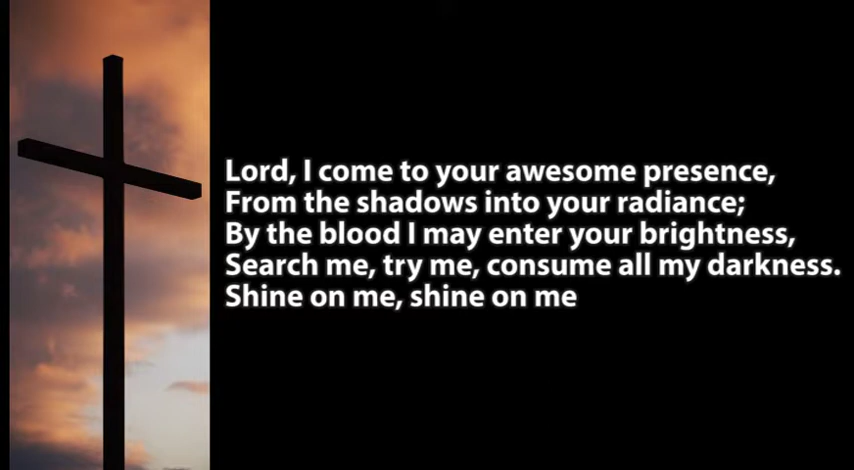 Lord, I come to your awesome presence,
From the shadows into your radiance;
By the blood I may enter your brightness,
Search me, try me, consume all my darkness.
Shine on me, shine on me